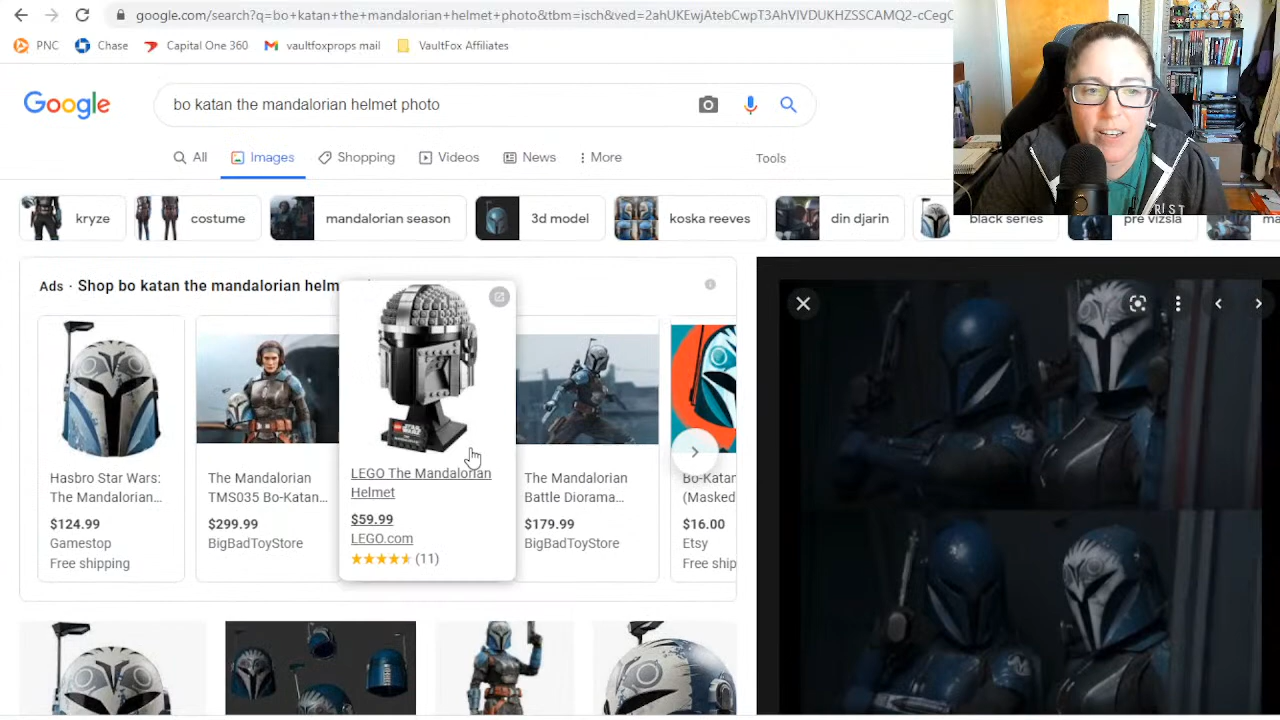 google.com/search?q=bo+katan+the+mandalorian+helmet+photo&tbm=isch&ved=2ahUKEwjAtebCwpT3AhVIVDUKHZSSCAMQ2-cCegC
PNC Chase Capital One 360 vaultfoxprops mail VaultFox Affiliates
Google bo katan the mandalorian helmet photo
All Images Shopping Videos News More Tools
kryze costume mandalorian season 3d model koska reeves din djarin black series pre vizsla
Ads · Shop bo katan the mandalorian helm
Hasbro Star Wars:
The Mandalorian...
$124.99
Gamestop
Free shipping
The Mandalorian
TMS035 Bo-Katan...
$299.99
BigBadToyStore
LEGO The Mandalorian
Helmet
$59.99
LEGO.com
(11)
The Mandalorian
Battle Diorama...
$179.99
BigBadToyStore
Bo-Katan
(Masked
$16.00
Etsy
Free ship